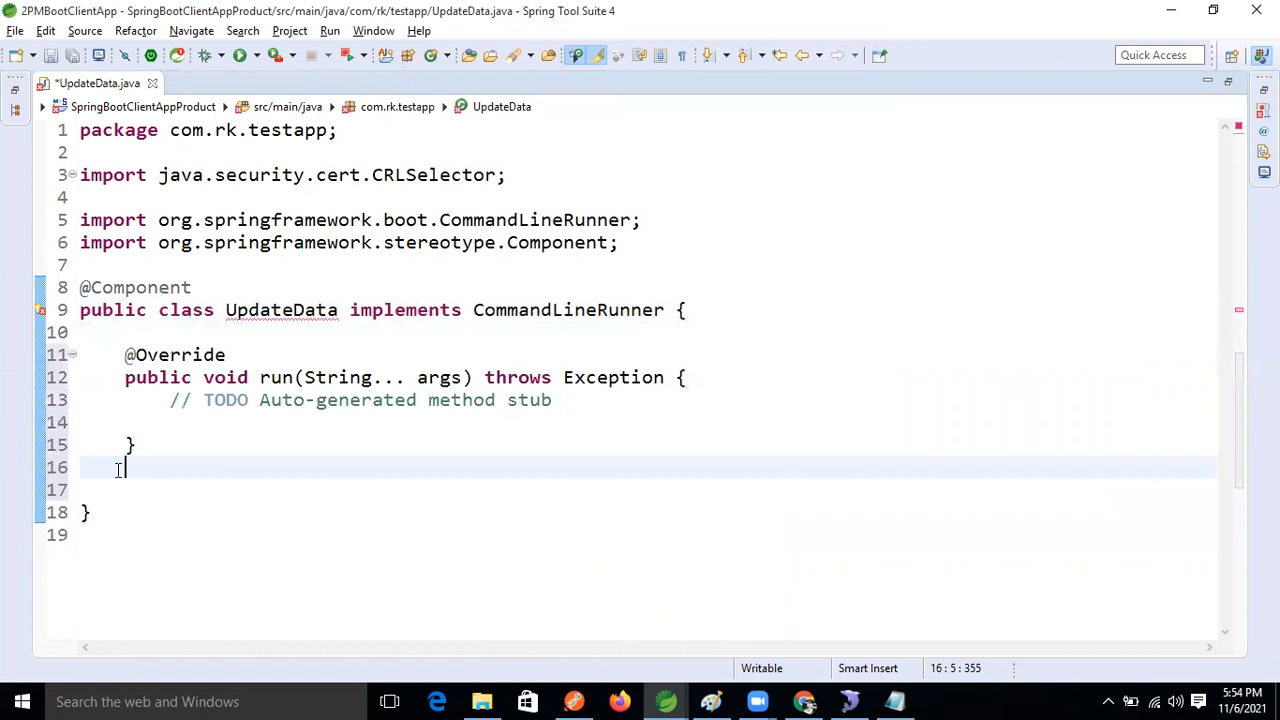 2PMBootClientApp - SpringBootClientAppProduct/src/main/java/com/rk/testapp/UpdateData.java - Spring Tool Suite 4
File Edit Source Refactor Navigate Search Project Run Window Help
Quick Access
*UpdateData.java
SpringBootClientAppProduct src/main/java com.rk.testapp UpdateData
1 package com.rk.testapp;
2
3 import java.security.cert.CRLSelector;
4
5 import org.springframework.boot.CommandLineRunner;
6 import org.springframework.stereotype.Component;
7
8 @Component
9 public class UpdateData implements CommandLineRunner {
10
11 @Override
12 public void run(String... args) throws Exception {
13 // TODO Auto-generated method stub
14
15 }
16
17
18 }
19
Writable Smart Insert 16 : 5 : 355
Search the web and Windows
5:54 PM
11/6/2021